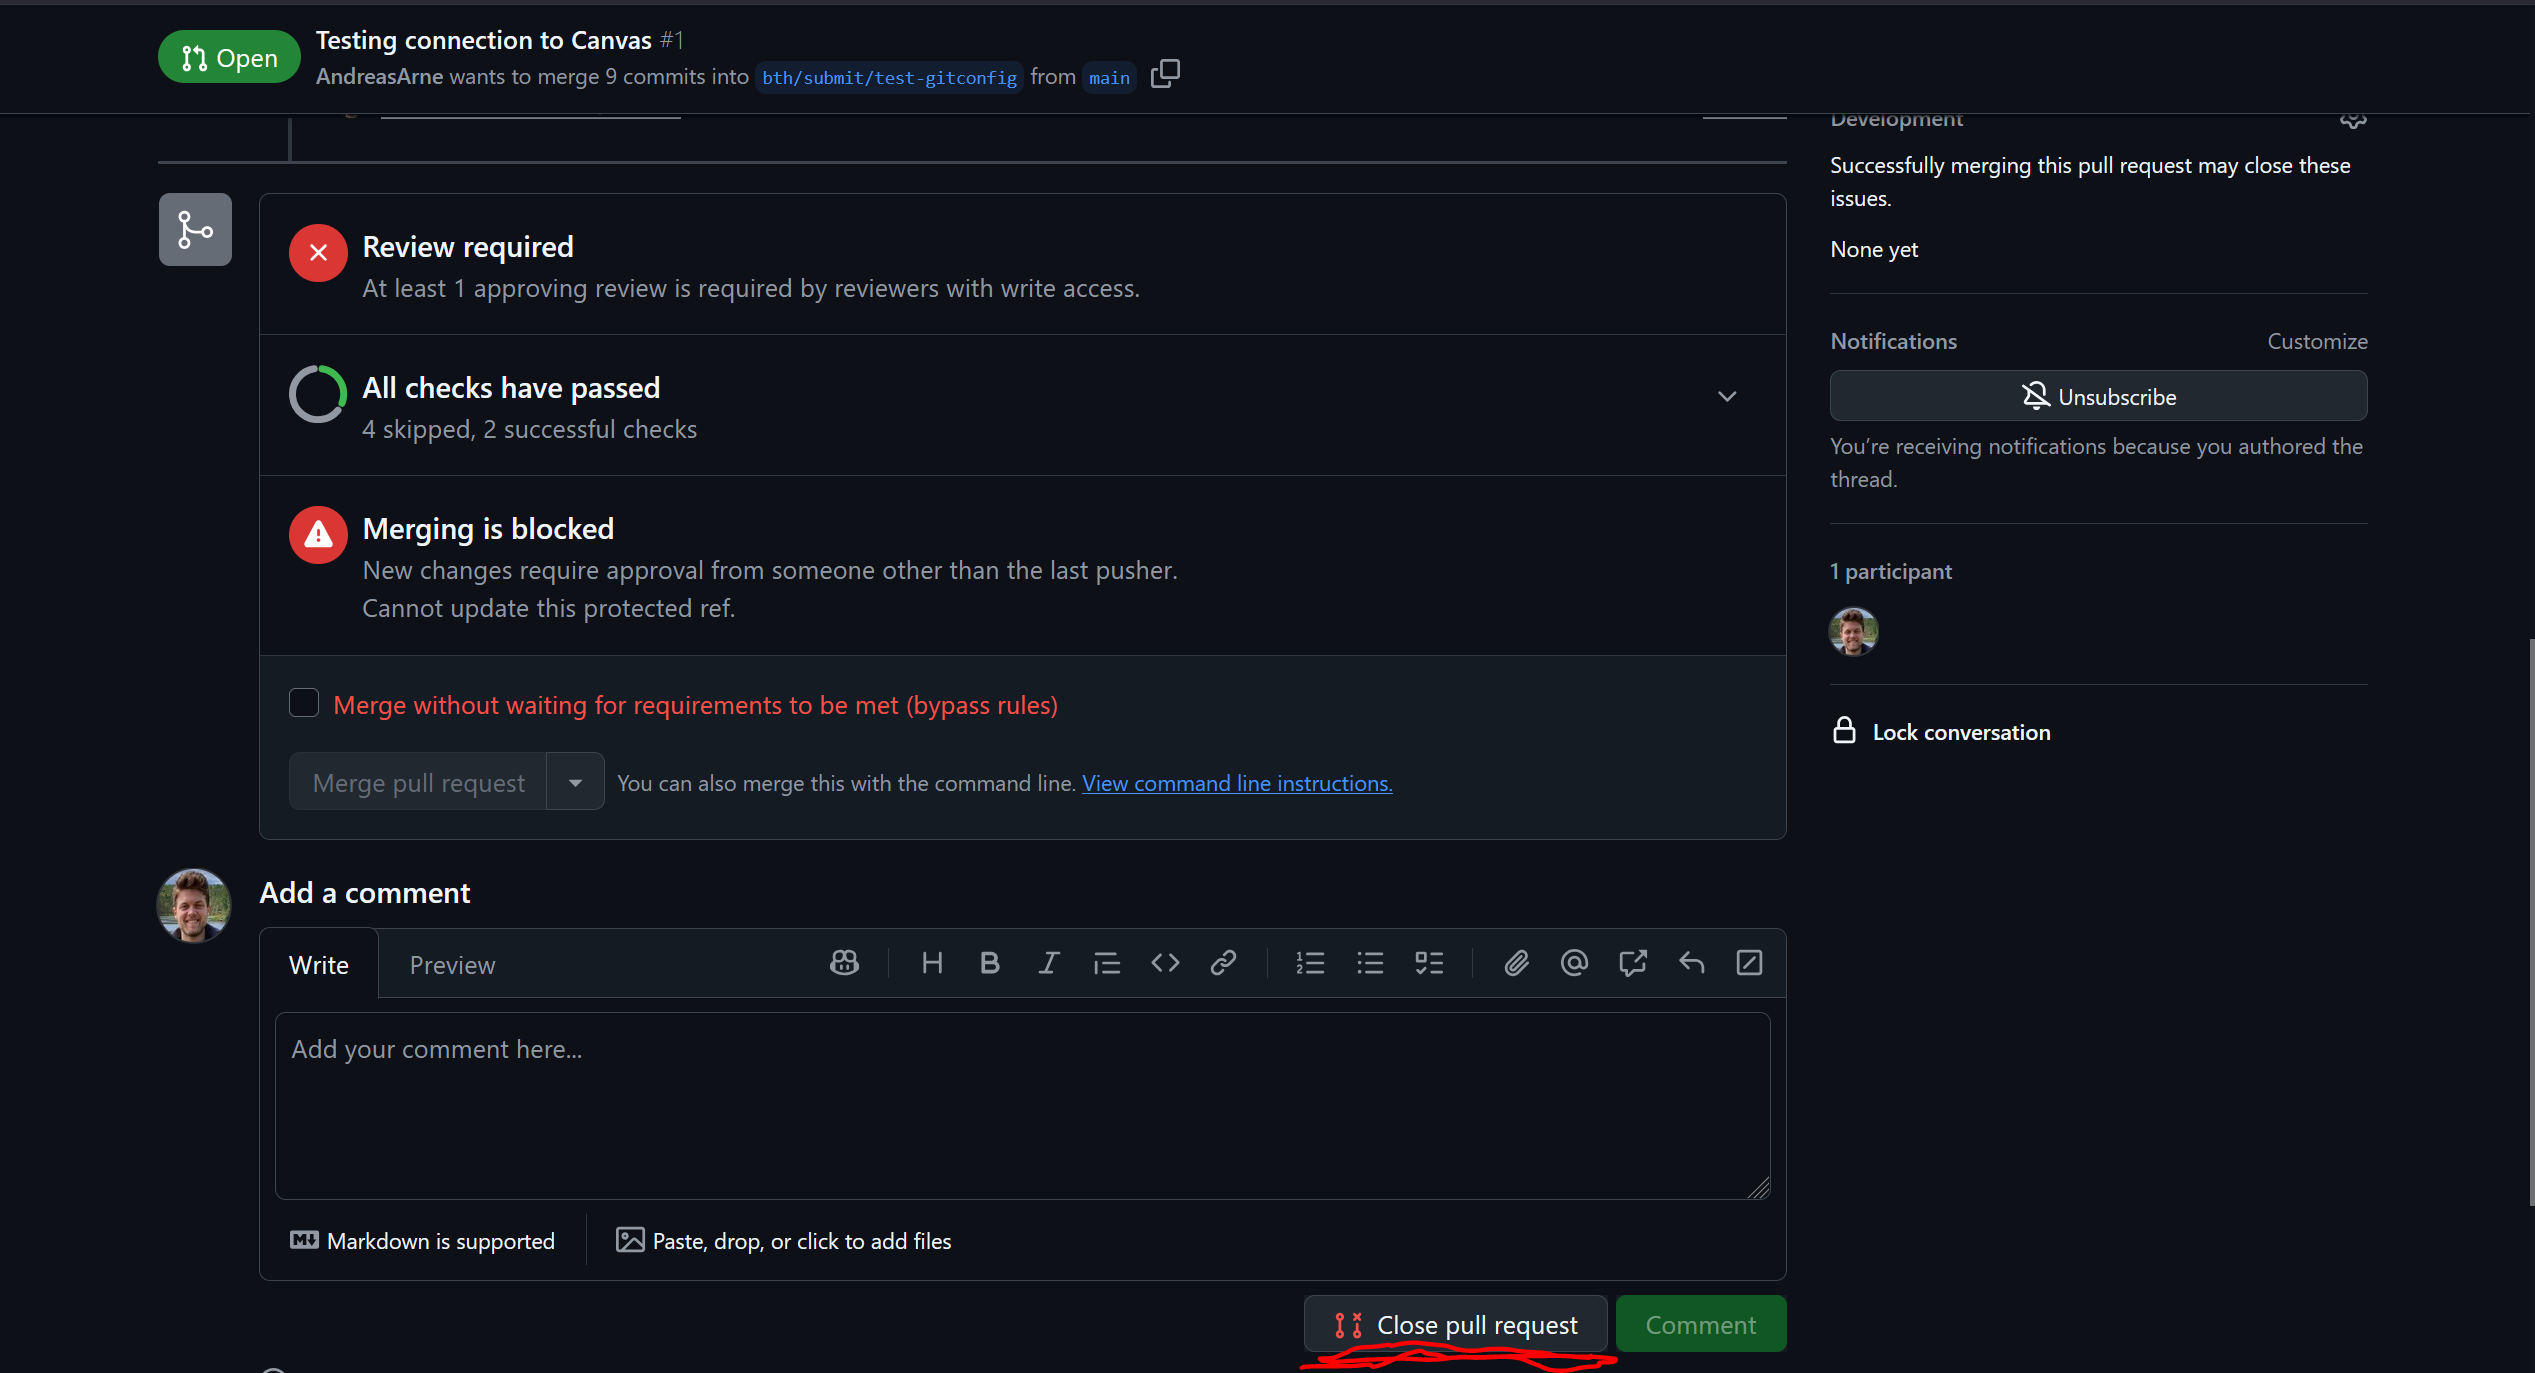 Open
Testing connection to Canvas #1
AndreasArne wants to merge 9 commits into bth/submit/test-gitconfig from main
Development
Successfully merging this pull request may close these
issues.
None yet
Review required
At least 1 approving review is required by reviewers with write access.
All checks have passed
4 skipped, 2 successful checks
Merging is blocked
New changes require approval from someone other than the last pusher.
Cannot update this protected ref.
Merge without waiting for requirements to be met (bypass rules)
Merge pull request
You can also merge this with the command line. View command line instructions.
Notifications
Customize
Unsubscribe
You’re receiving notifications because you authored the
thread.
1 participant
Lock conversation
Add a comment
Write
Preview
Add your comment here...
Markdown is supported
Paste, drop, or click to add files
Close pull request
Comment